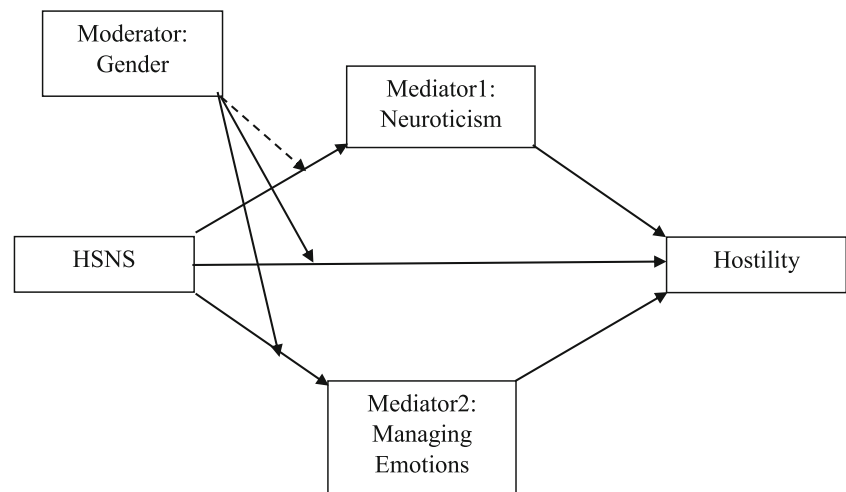 Moderator:
Gender
Mediator1:
Neuroticism
HSNS
Hostility
Mediator2:
Managing
Emotions